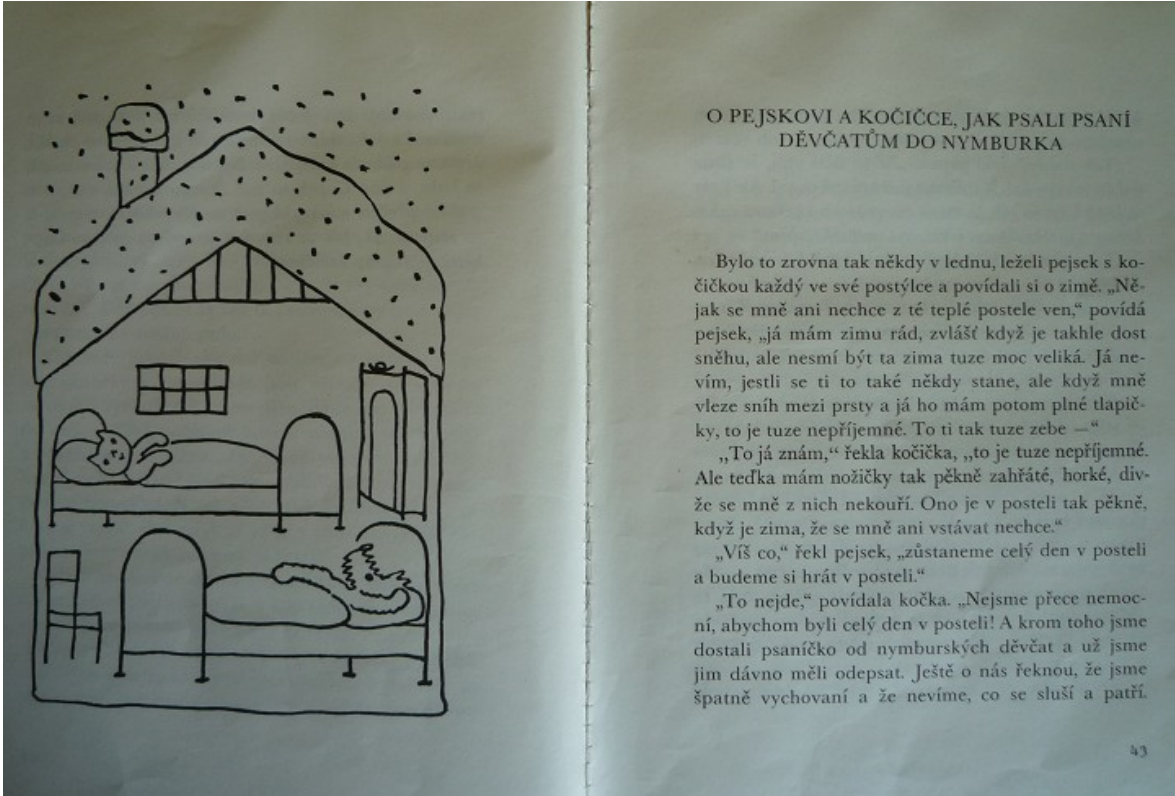 O PEJSKOVI A KOČIČCE, JAK PSALI PSANÍ
DĚVČATŮM DO NYMBURKA
Bylo to zrovna tak někdy v lednu, leželi pejsek s ko-
čičkou každý ve své postýlce a povídali si o zimě. „Ně-
jak se mně ani nechce z té teplé postele ven,“ povídá
pejsek, „já mám zimu rád, zvlášť když je takhle dost
sněhu, ale nesmí být ta zima tuze moc veliká. Já ne-
vím, jestli se ti to také někdy stane, ale když mně
vleze sníh mezi prsty a já ho mám potom plné tlapič-
ky, to je tuze nepříjemné. To ti tak tuze zebe —“
„To já znám,“ řekla kočička, „to je tuze nepříjemné.
Ale teďka mám nožičky tak pěkně zahřáté, horké, div-
že se mně z nich nekouří. Ono je v posteli tak pěkně,
když je zima, že se mně ani vstávat nechce.“
„Víš co,“ řekl pejsek, „zůstaneme celý den v posteli
a budeme si hrát v posteli.“
„To nejde,“ povídala kočka. „Nejsme přece nemoc-
ní, abychom byli celý den v posteli! A krom toho jsme
dostali psaníčko od nymburských děvčat a už jsme
jim dávno měli odepsat. Ještě o nás řeknou, že jsme
špatně vychovaní a že nevíme, co se sluší a patří.
43